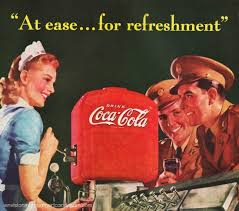 “At ease...for refreshment”
DRINK
Coca-Cola